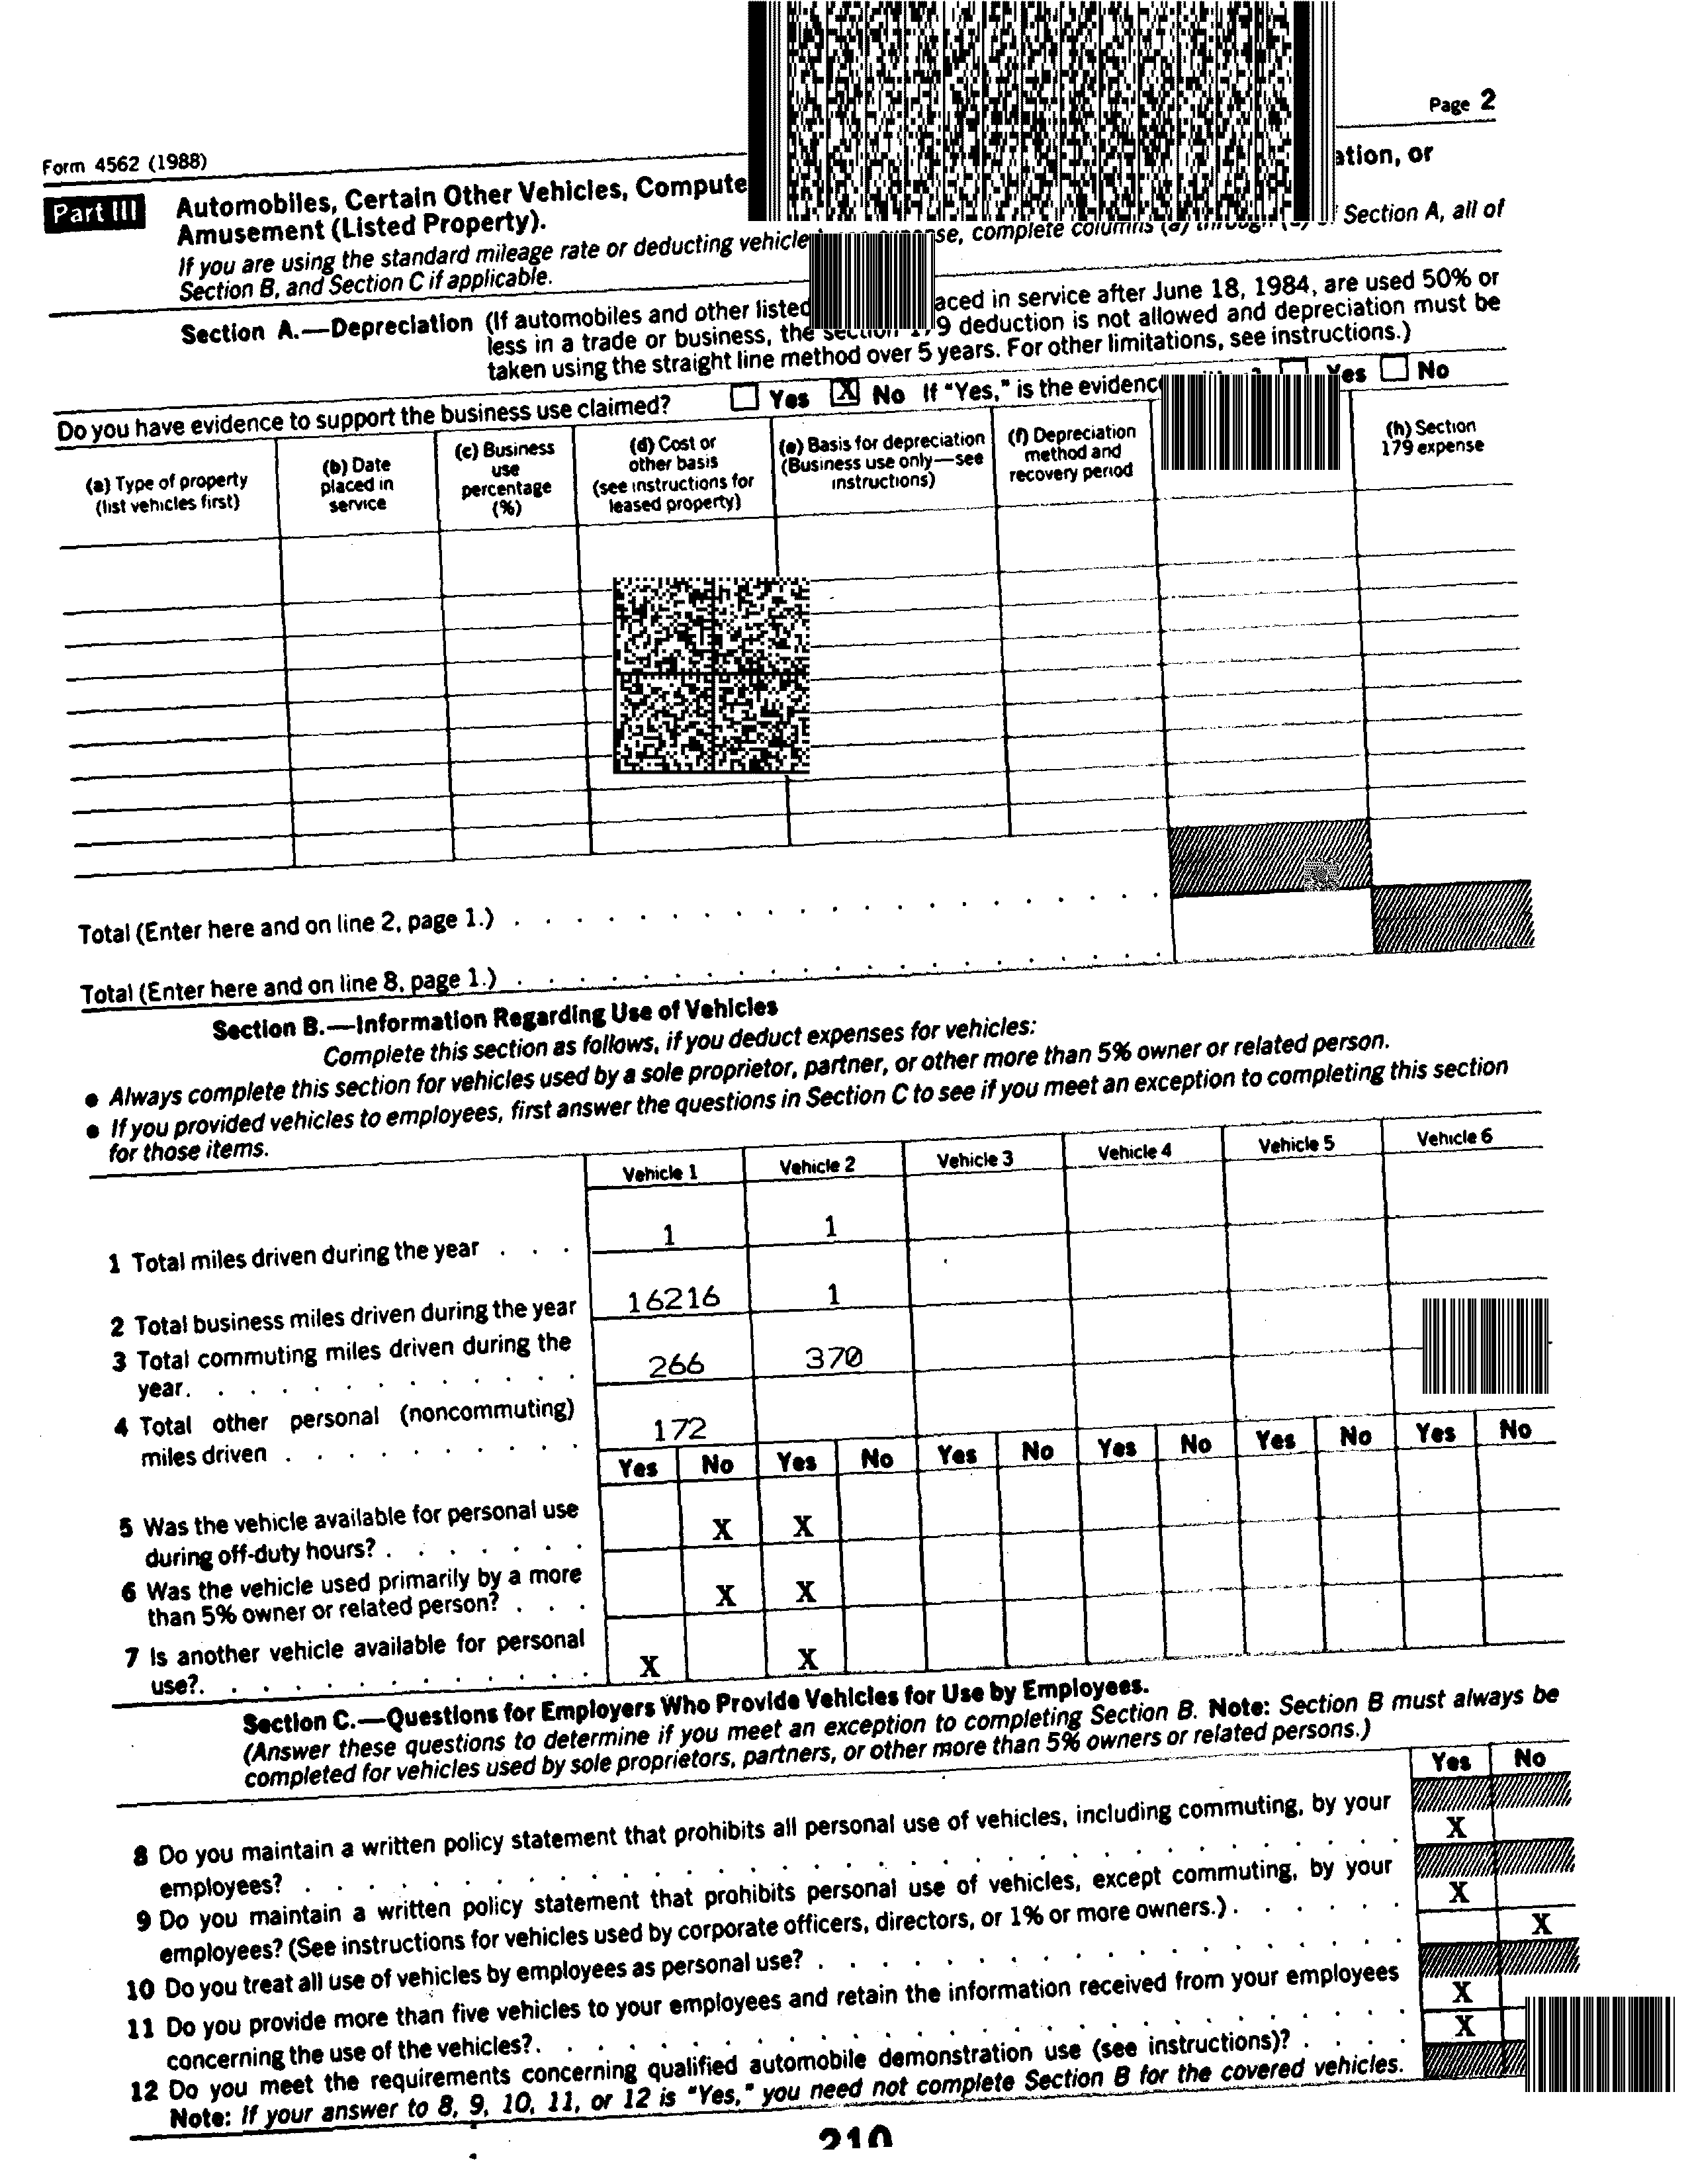 Page 2
Form 4562 (1988)
Part III Automobiles, Certain Other Vehicles, Compute ation, or
Amusement (Listed Property).
If you are using the standard mileage rate or deducting vehicle se, complete columns Section A, all of
Section B, and Section C if applicable.
Section A.—Depreciation (If automobiles and other listed aced in service after June 18, 1984, are used 50% or
less in a trade or business, the section 179 deduction is not allowed and depreciation must be
taken using the straight line method over 5 years. For other limitations, see instructions.)
Do you have evidence to support the business use claimed? Yes X No If "Yes," is the evidenc Yes No
(a) Type of property
(list vehicles first)
(b) Date
placed in
service
(c) Business
use
percentage
(%)
(d) Cost or
other basis
(see instructions for
leased property)
(e) Basis for depreciation
(Business use only—see
instructions)
(f) Depreciation
method and
recovery period
(h) Section
179 expense
Total (Enter here and on line 2, page 1.) . . . . . . . . . . . . . . . . . . . . .
Total (Enter here and on line 8, page 1.) . . . . . . . . . . . . . . . . . . . . .
Section B.—Information Regarding Use of Vehicles
Complete this section as follows, if you deduct expenses for vehicles:
● Always complete this section for vehicles used by a sole proprietor, partner, or other more than 5% owner or related person.
● If you provided vehicles to employees, first answer the questions in Section C to see if you meet an exception to completing this section
for those items.
Vehicle 1 Vehicle 2 Vehicle 3 Vehicle 4 Vehicle 5 Vehicle 6
1 Total miles driven during the year . . . 1 1
2 Total business miles driven during the year 16216 1
3 Total commuting miles driven during the
year. . . . . . . . . . . . . 266 370
4 Total other personal (noncommuting)
miles driven . . . . . . . . . . 172
Yes No Yes No Yes No Yes No Yes No Yes No
5 Was the vehicle available for personal use
during off-duty hours? . . . . . . . X X
6 Was the vehicle used primarily by a more
than 5% owner or related person? . . . X X
7 Is another vehicle available for personal
use?. . . . . . . . . . . . . X X
Section C.—Questions for Employers Who Provide Vehicles for Use by Employees.
(Answer these questions to determine if you meet an exception to completing Section B. Note: Section B must always be
completed for vehicles used by sole proprietors, partners, or other more than 5% owners or related persons.)
Yes No
8 Do you maintain a written policy statement that prohibits all personal use of vehicles, including commuting, by your
employees? . . . . . . . . . . . . . . . . . . . . . . . X
9 Do you maintain a written policy statement that prohibits personal use of vehicles, except commuting, by your
employees? (See instructions for vehicles used by corporate officers, directors, or 1% or more owners.) . . . . . . X
10 Do you treat all use of vehicles by employees as personal use? . . . . . . . . . . . . . . . X
11 Do you provide more than five vehicles to your employees and retain the information received from your employees
concerning the use of the vehicles?. . . . . . . . . . . . . . . . . . . X
12 Do you meet the requirements concerning qualified automobile demonstration use (see instructions)? . . . . X
Note: If your answer to 8, 9, 10, 11, or 12 is "Yes," you need not complete Section B for the covered vehicles.
210